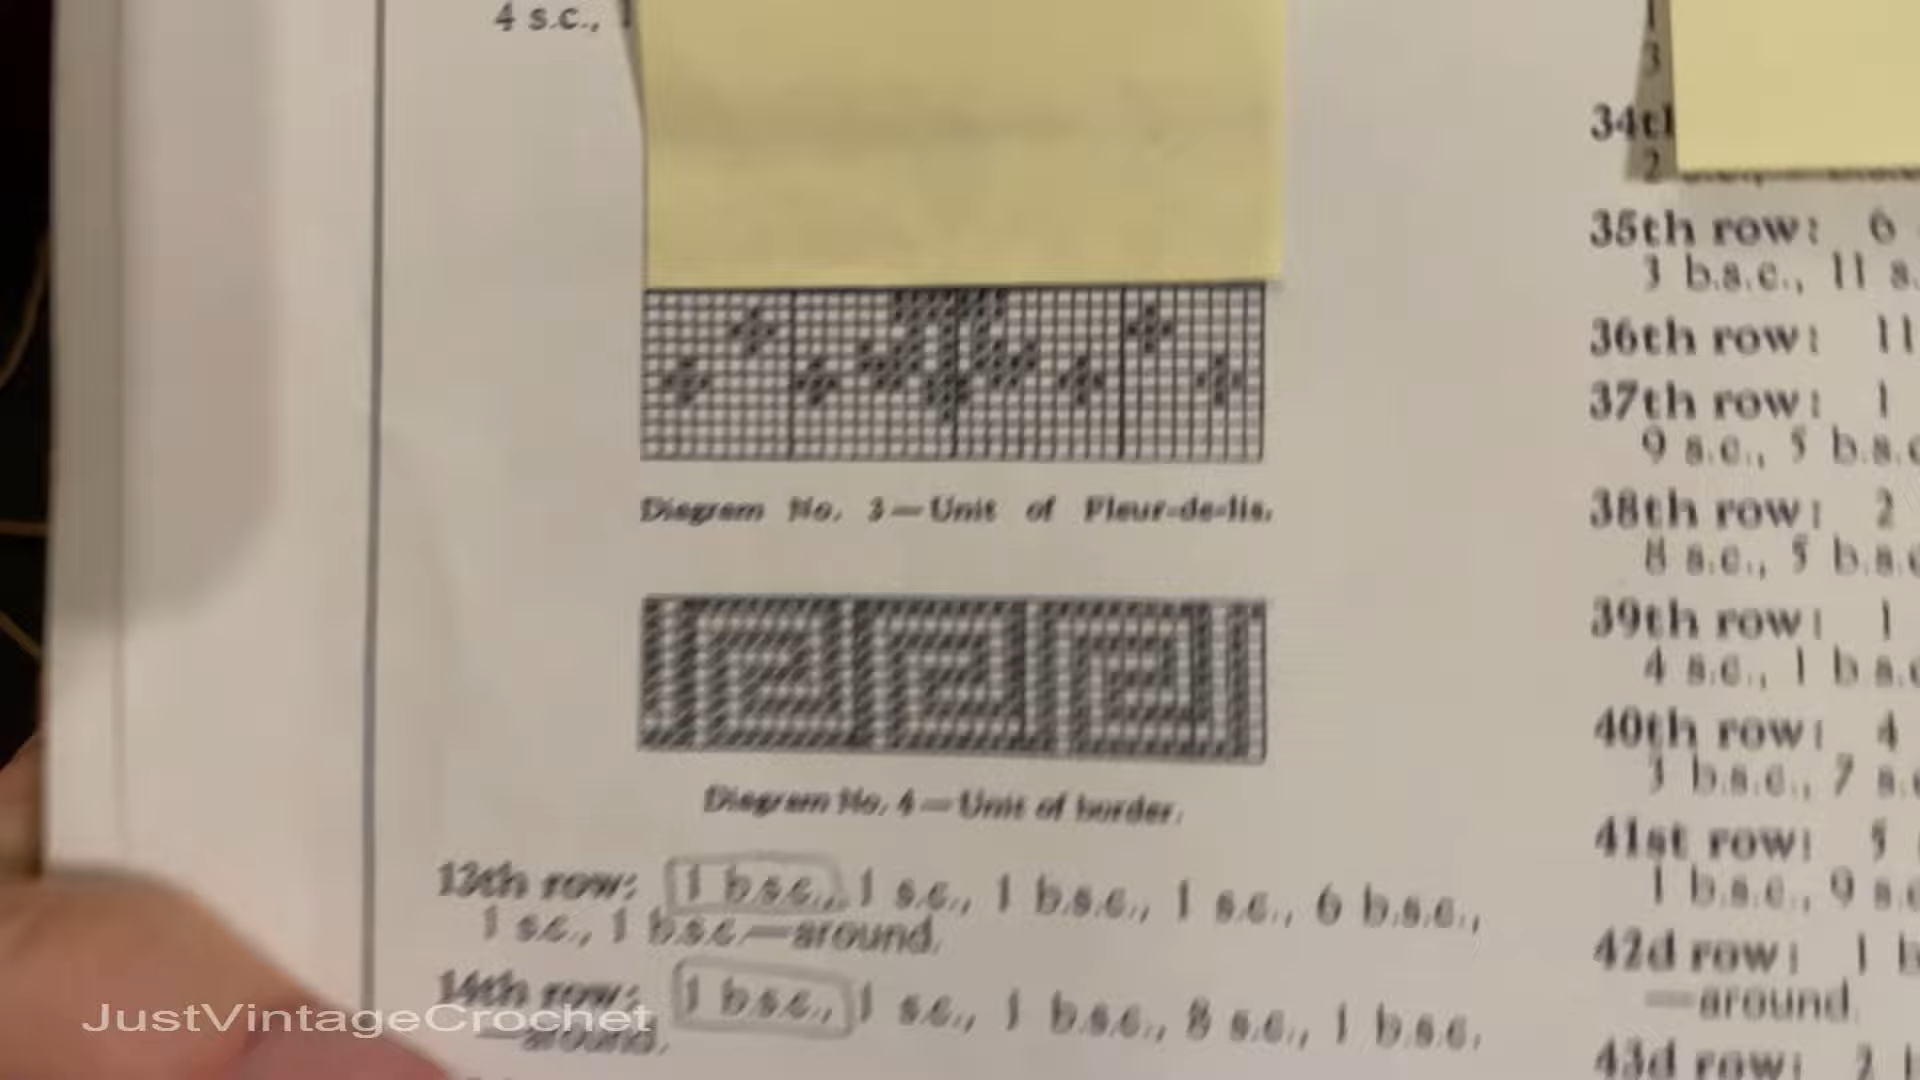 4 s.c.,
Diagram No. 3—Unit of Fleur-de-lis.
Diagram No. 4—Unit of border.
13th row: 1 b.s.c., 1 s.c., 1 b.s.c., 1 s.c., 6 b.s.c.,
1 s.c., 1 b.s.c.—around.
14th row: 1 b.s.c., 1 s.c., 1 b.s.c., 8 s.c., 1 b.s.c.
—around.
3
34t
2
35th row: 6
3 b.s.c., 11 s.
36th row: 11
37th row: 1
9 s.c., 5 b.s.c
38th row: 2
8 s.c., 5 b.s.c
39th row: 1
4 s.c., 1 b s.c
40th row: 4
3 b.s.c., 7 s.c
41st row: 5
1 b.s.c., 9 s.c
42d row: 1 b
—around.
43d row: 2
JustVintageCrochet